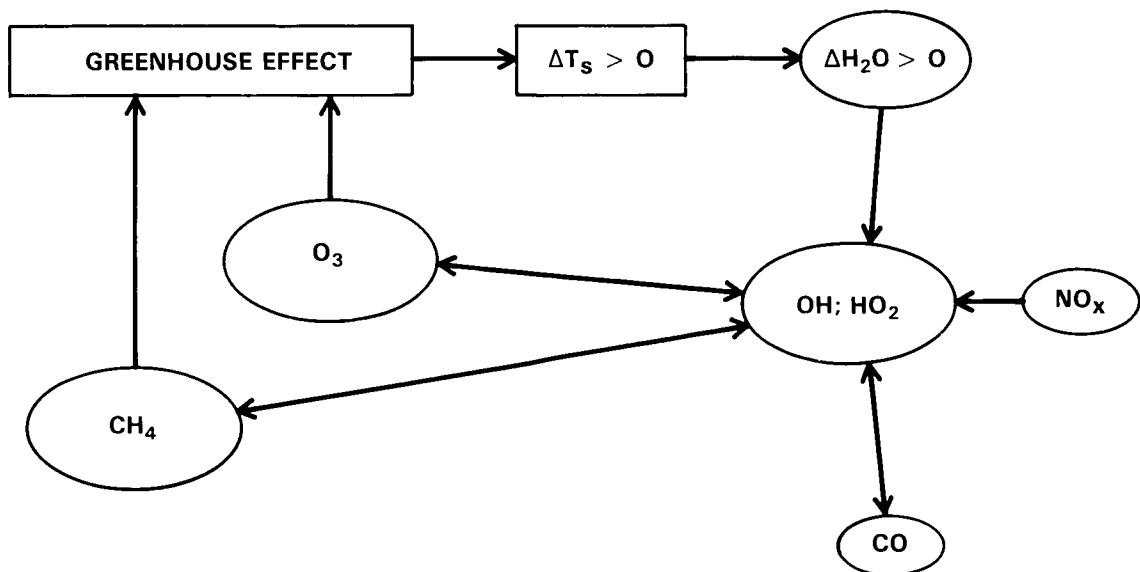 GREENHOUSE EFFECT
ΔTₛ > O
ΔH₂O > O
O₃
OH; HO₂
NOₓ
CH₄
CO